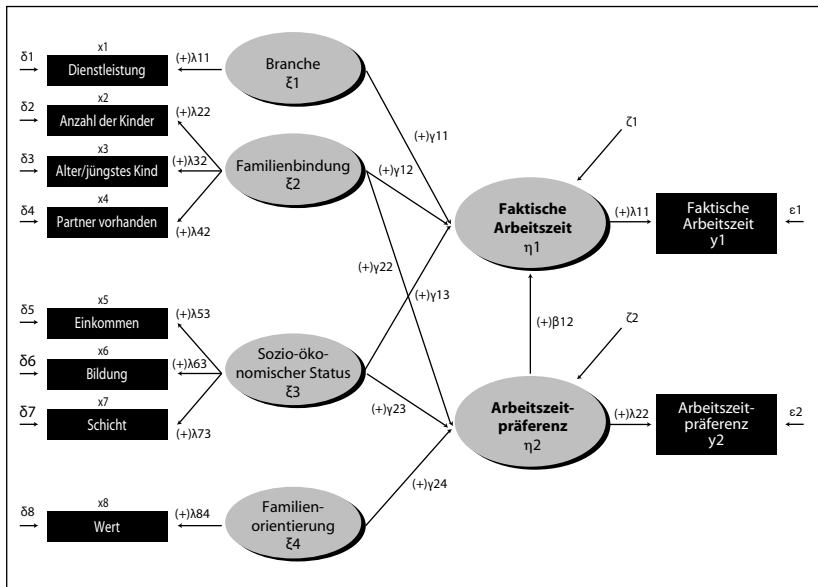 x1
δ1
Dienstleistung
(+)λ11
Branche
ξ1
x2
δ2
Anzahl der Kinder
(+)λ22
x3
δ3
Alter/jüngstes Kind
(+)λ32
x4
δ4
Partner vorhanden
(+)λ42
Familienbindung
ξ2
x5
δ5
Einkommen
(+)λ53
x6
δ6
Bildung
(+)λ63
x7
δ7
Schicht
(+)λ73
Sozio-öko-
nomischer Status
ξ3
x8
δ8
Wert
(+)λ84
Familien-
orientierung
ξ4
(+)γ11
(+)γ12
(+)γ22
(+)γ13
(+)γ23
(+)γ24
ζ1
Faktische
Arbeitszeit
η1
(+)λ11
Faktische
Arbeitszeit
y1
ε1
(+)β12
ζ2
Arbeitszeit-
präferenz
η2
(+)λ22
Arbeitszeit-
präferenz
y2
ε2